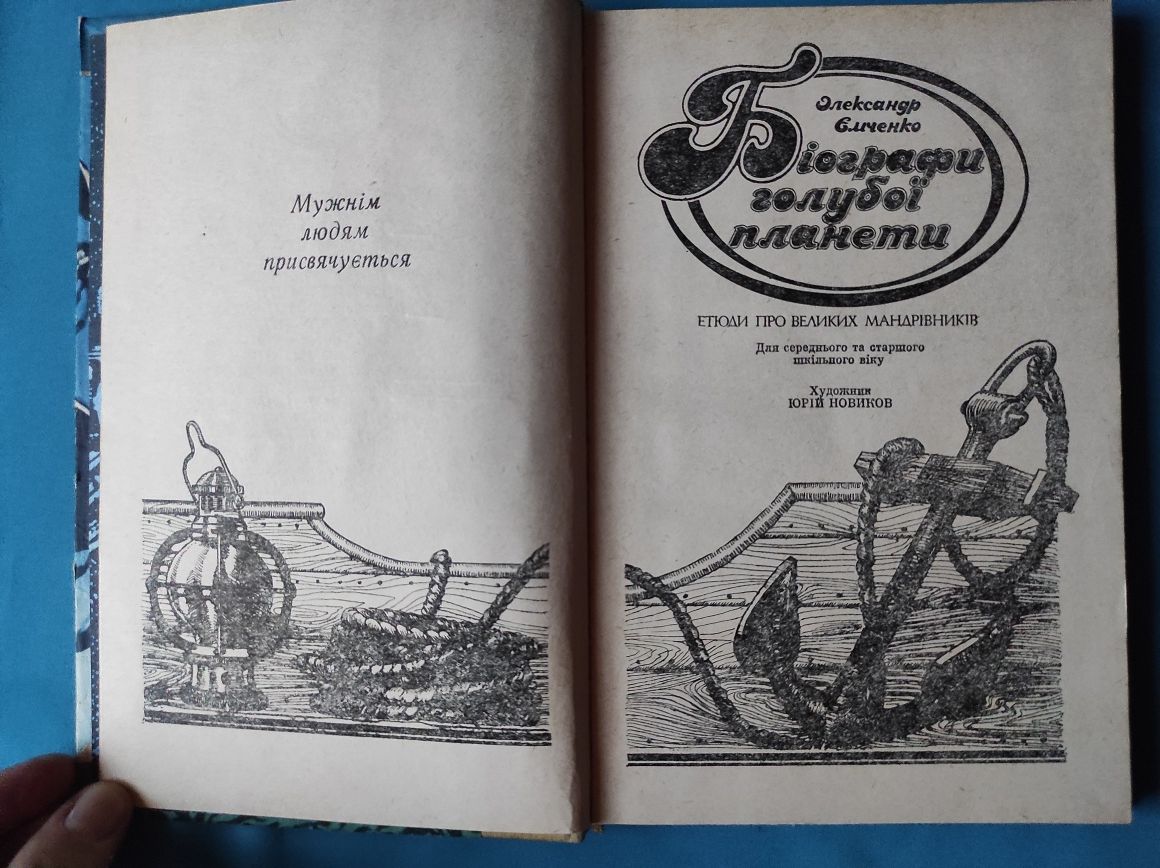 Мужнім
людям
присвячується
Олександр
Ємченко
Біографи
голубої
планети
ЕТЮДИ ПРО ВЕЛИКИХ МАНДРІВНИКІВ
Для середнього та старшого
шкільного віку
Художник
ЮРІЙ НОВИКОВ